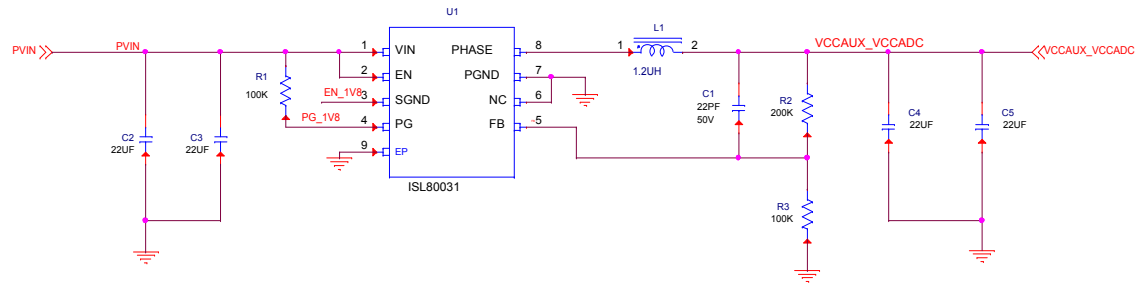 U1
PVIN
PVIN
1
VIN
PHASE
8
1
L1
2
1.2UH
VCCAUX_VCCADC
VCCAUX_VCCADC
2
EN
PGND
7
R1
100K
EN_1V8
3
SGND
NC
6
PG_1V8
4
PG
FB
5
9
EP
ISL80031
C2
22UF
C3
22UF
C1
22PF
50V
R2
200K
C4
22UF
C5
22UF
R3
100K